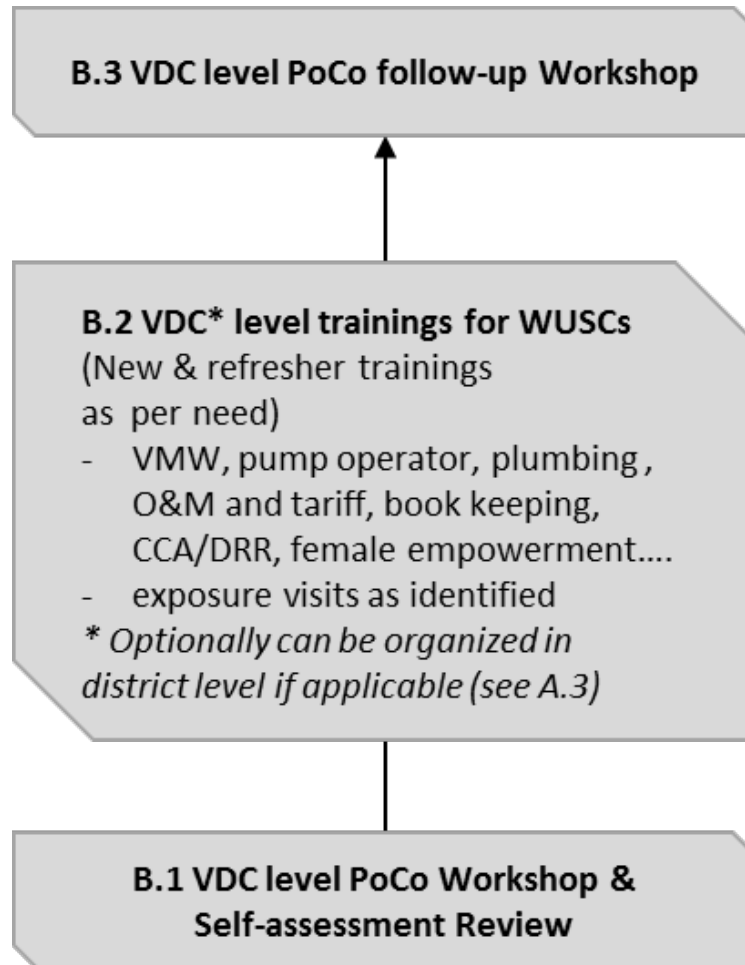 B.3 VDC level PoCo follow-up Workshop
B.2 VDC* level trainings for WUSCs
(New & refresher trainings
as per need)
- VMW, pump operator, plumbing ,
O&M and tariff, book keeping,
CCA/DRR, female empowerment....
- exposure visits as identified
* Optionally can be organized in
district level if applicable (see A.3)
B.1 VDC level PoCo Workshop &
Self-assessment Review